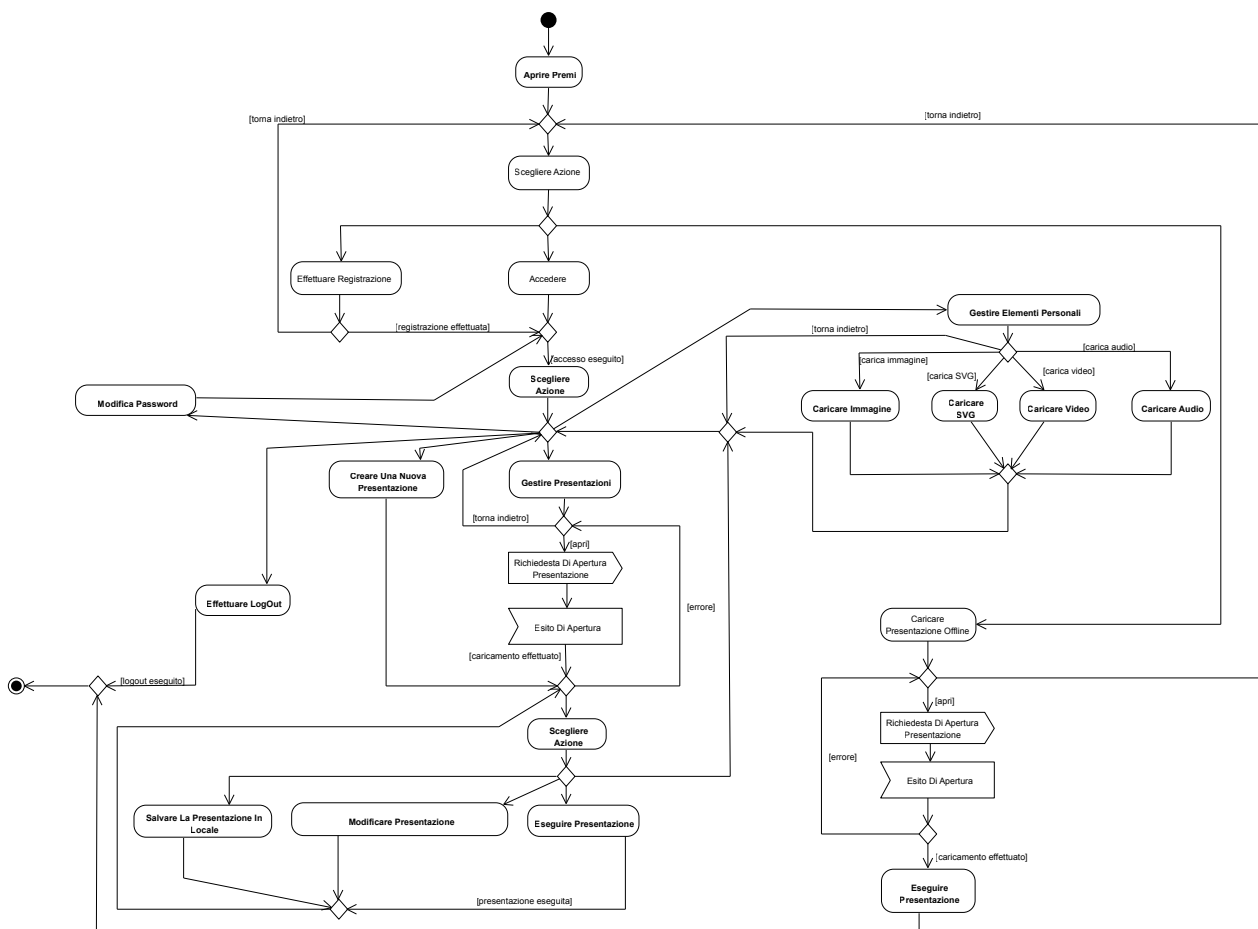 Aprire Premi
[torna indietro]
[torna indietro]
Scegliere Azione
Effettuare Registrazione
Accedere
[registrazione effettuata]
[accesso eseguito]
Gestire Elementi Personali
[torna indietro]
[carica audio]
[carica immagine]
[carica SVG]
[carica video]
Scegliere
Azione
Modifica Password
Caricare Immagine
Caricare
SVG
Caricare Video
Caricare Audio
Creare Una Nuova
Presentazione
Gestire Presentazioni
[torna indietro]
[apri]
Richiedesta Di Apertura
Presentazione
Effettuare LogOut
[errore]
Esito Di Apertura
[caricamento effettuato]
[logout eseguito]
Caricare
Presentazione Offline
[apri]
Richiedesta Di Apertura
Presentazione
[errore]
Esito Di Apertura
Scegliere
Azione
Salvare La Presentazione In
Locale
Modificare Presentazione
Eseguire Presentazione
[caricamento effettuato]
[presentazione eseguita]
Eseguire
Presentazione